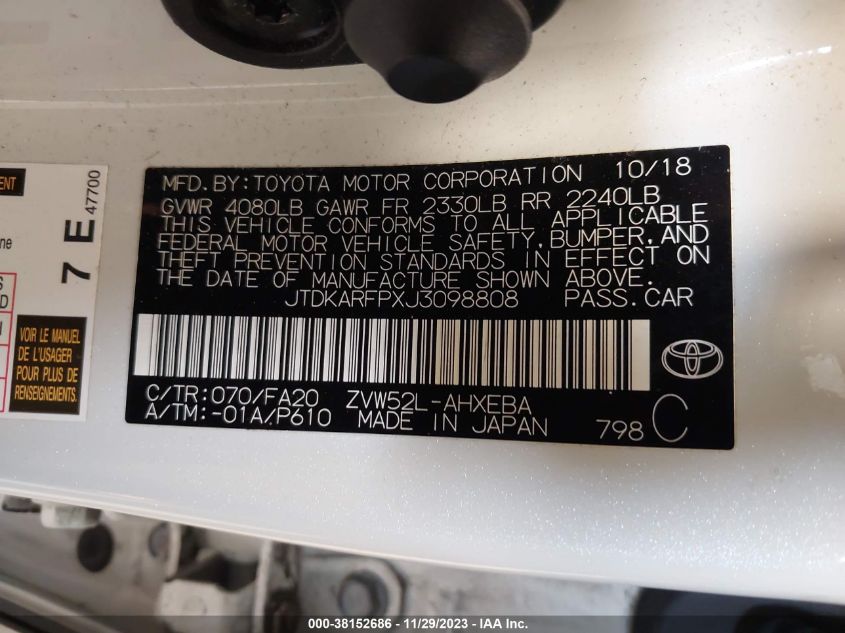 MENT
7 E 47700
ne
S
D
N
VOIR LE MANUEL
DE L'USAGER
POUR PLUS DE
RENSEIGNEMENTS.
MFD. BY: TOYOTA MOTOR CORPORATION 10/18
GVWR 4080LB GAWR FR 2330LB RR 2240LB
THIS VEHICLE CONFORMS TO ALL APPLICABLE
FEDERAL MOTOR VEHICLE SAFETY, BUMPER, AND
THEFT PREVENTION STANDARDS IN EFFECT ON
THE DATE OF MANUFACTURE SHOWN ABOVE.
JTDKARFPXJ3098808 PASS. CAR
C/TR: 070/FA20 ZVW52L-AHXEBA
A/TM: -01A/P610 MADE IN JAPAN 798 C
000-38152686 - 11/29/2023 - IAA Inc.